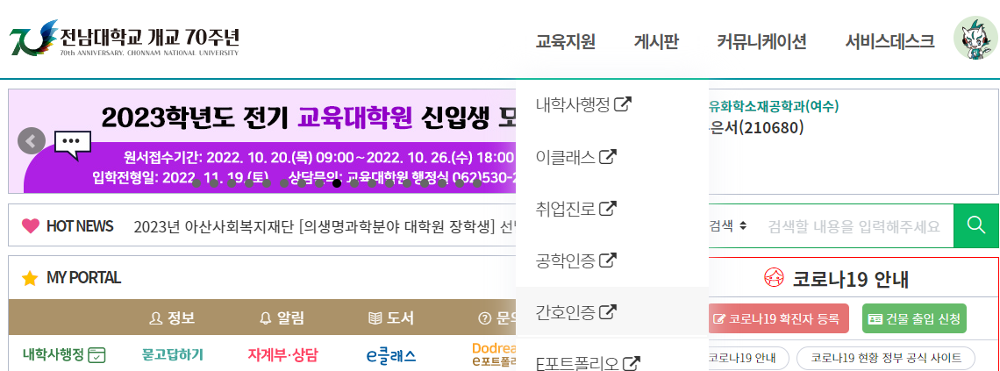 전남대학교 개교 70주년
70th ANNIVERSARY. CHONNAM NATIONAL UNIVERSITY
교육지원 게시판 커뮤니케이션 서비스데스크
내학사행정
이클래스
취업진로
공학인증
간호인증
E포트폴리오
2023학년도 전기 교육대학원 신입생
원서접수기간: 2022. 10. 20.(목) 09:00~2022. 10. 26.(수) 18:00
입학전형일: 2022. 11. 19.(토) 상담문의: 교육대학원 행정실 062)530-
유화학소재공학과(여수)
은서(210680)
HOT NEWS 2023년 아산사회복지재단 [의생명과학분야 대학원 장학생]
검색 검색할 내용을 입력해주세요
MY PORTAL
정보 알림 도서
내학사행정 묻고답하기 자계부·상담 e클래스 Dodrea
e포트폴리
코로나19 안내
코로나19 확진자 등록 건물 출입 신청
코로나19 안내 코로나19 현황 정부 공식 사이트